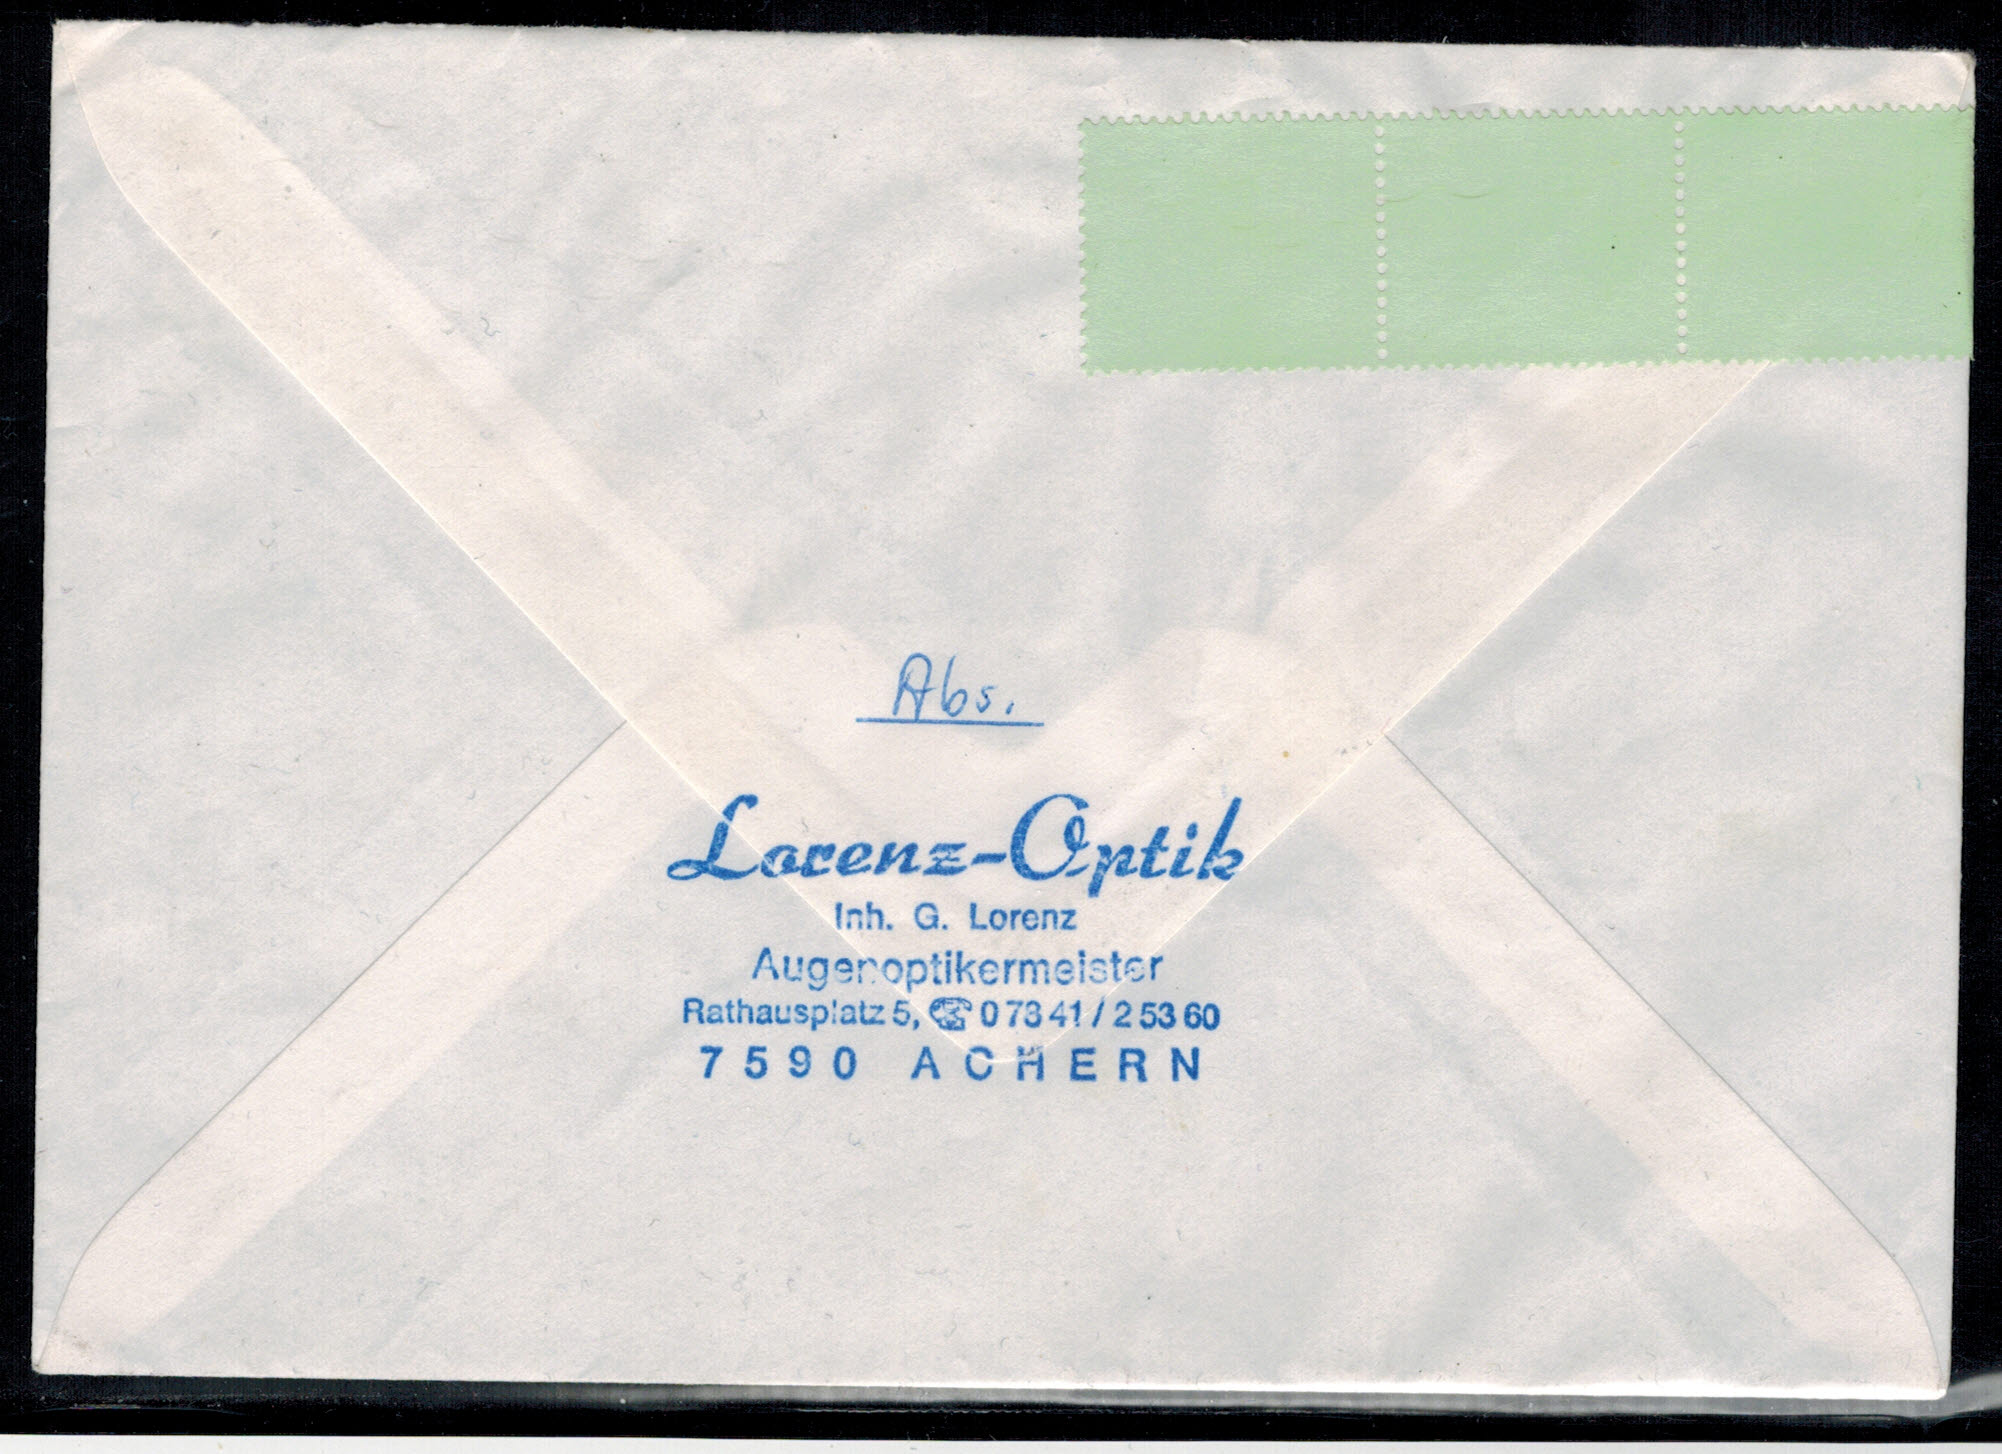 Abs.
Lorenz-Optik
Inh. G. Lorenz
Augenoptikermeister
Rathausplatz 5, ☎ 0 78 41 / 2 53 60
7590 ACHERN